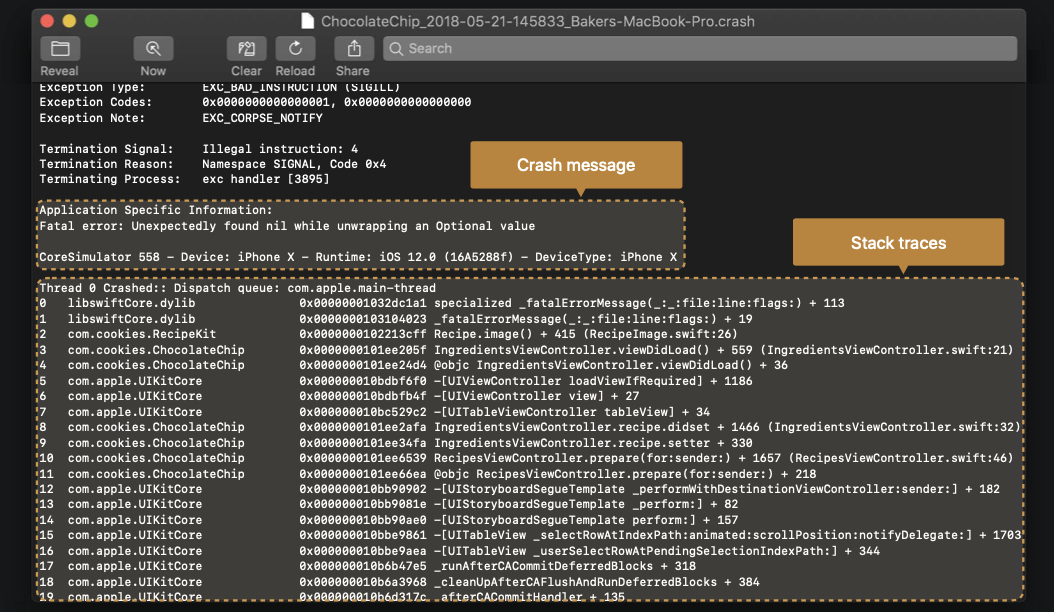 ChocolateChip_2018-05-21-145833_Bakers-MacBook-Pro.crash
Reveal Now Clear Reload Share Search
Exception Type: EXC_BAD_INSTRUCTION (SIGILL)
Exception Codes: 0x0000000000000001, 0x0000000000000000
Exception Note: EXC_CORPSE_NOTIFY
Termination Signal: Illegal instruction: 4
Termination Reason: Namespace SIGNAL, Code 0x4
Terminating Process: exc handler [3895]
Crash message
Application Specific Information:
Fatal error: Unexpectedly found nil while unwrapping an Optional value
CoreSimulator 558 - Device: iPhone X - Runtime: iOS 12.0 (16A5288f) - DeviceType: iPhone X
Stack traces
Thread 0 Crashed:: Dispatch queue: com.apple.main-thread
0 libswiftCore.dylib 0x00000001032dc1a1 specialized _fatalErrorMessage(_:_:file:line:flags:) + 113
1 libswiftCore.dylib 0x0000000103104023 _fatalErrorMessage(_:_:file:line:flags:) + 19
2 com.cookies.RecipeKit 0x0000000102213cff Recipe.image() + 415 (RecipeImage.swift:26)
3 com.cookies.ChocolateChip 0x0000000101ee205f IngredientsViewController.viewDidLoad() + 559 (IngredientsViewController.swift:21)
4 com.cookies.ChocolateChip 0x0000000101ee24d4 @objc IngredientsViewController.viewDidLoad() + 36
5 com.apple.UIKitCore 0x000000010bdbf6f0 -[UIViewController loadViewIfRequired] + 1186
6 com.apple.UIKitCore 0x000000010bdbfb4f -[UIViewController view] + 27
7 com.apple.UIKitCore 0x000000010bc529c2 -[UITableViewController tableView] + 34
8 com.cookies.ChocolateChip 0x0000000101ee2afa IngredientsViewController.recipe.didset + 1466 (IngredientsViewController.swift:32)
9 com.cookies.ChocolateChip 0x0000000101ee34fa IngredientsViewController.recipe.setter + 330
10 com.cookies.ChocolateChip 0x0000000101ee6539 RecipesViewController.prepare(for:sender:) + 1657 (RecipesViewController.swift:46)
11 com.cookies.ChocolateChip 0x0000000101ee66ea @objc RecipesViewController.prepare(for:sender:) + 218
12 com.apple.UIKitCore 0x000000010bb90902 -[UIStoryboardSegueTemplate _performWithDestinationViewController:sender:] + 182
13 com.apple.UIKitCore 0x000000010bb9081e -[UIStoryboardSegueTemplate _perform:] + 82
14 com.apple.UIKitCore 0x000000010bb90ae0 -[UIStoryboardSegueTemplate perform:] + 157
15 com.apple.UIKitCore 0x000000010bbe9861 -[UITableView _selectRowAtIndexPath:animated:scrollPosition:notifyDelegate:] + 1703
16 com.apple.UIKitCore 0x000000010bbe9aea -[UITableView _userSelectRowAtPendingSelectionIndexPath:] + 344
17 com.apple.UIKitCore 0x000000010b6b47e5 _runAfterCACommitDeferredBlocks + 318
18 com.apple.UIKitCore 0x000000010b6a3968 _cleanUpAfterCAFlushAndRunDeferredBlocks + 384
19 com.apple.UIKitCore 0x000000010b6d317c _afterCACommitHandler + 135